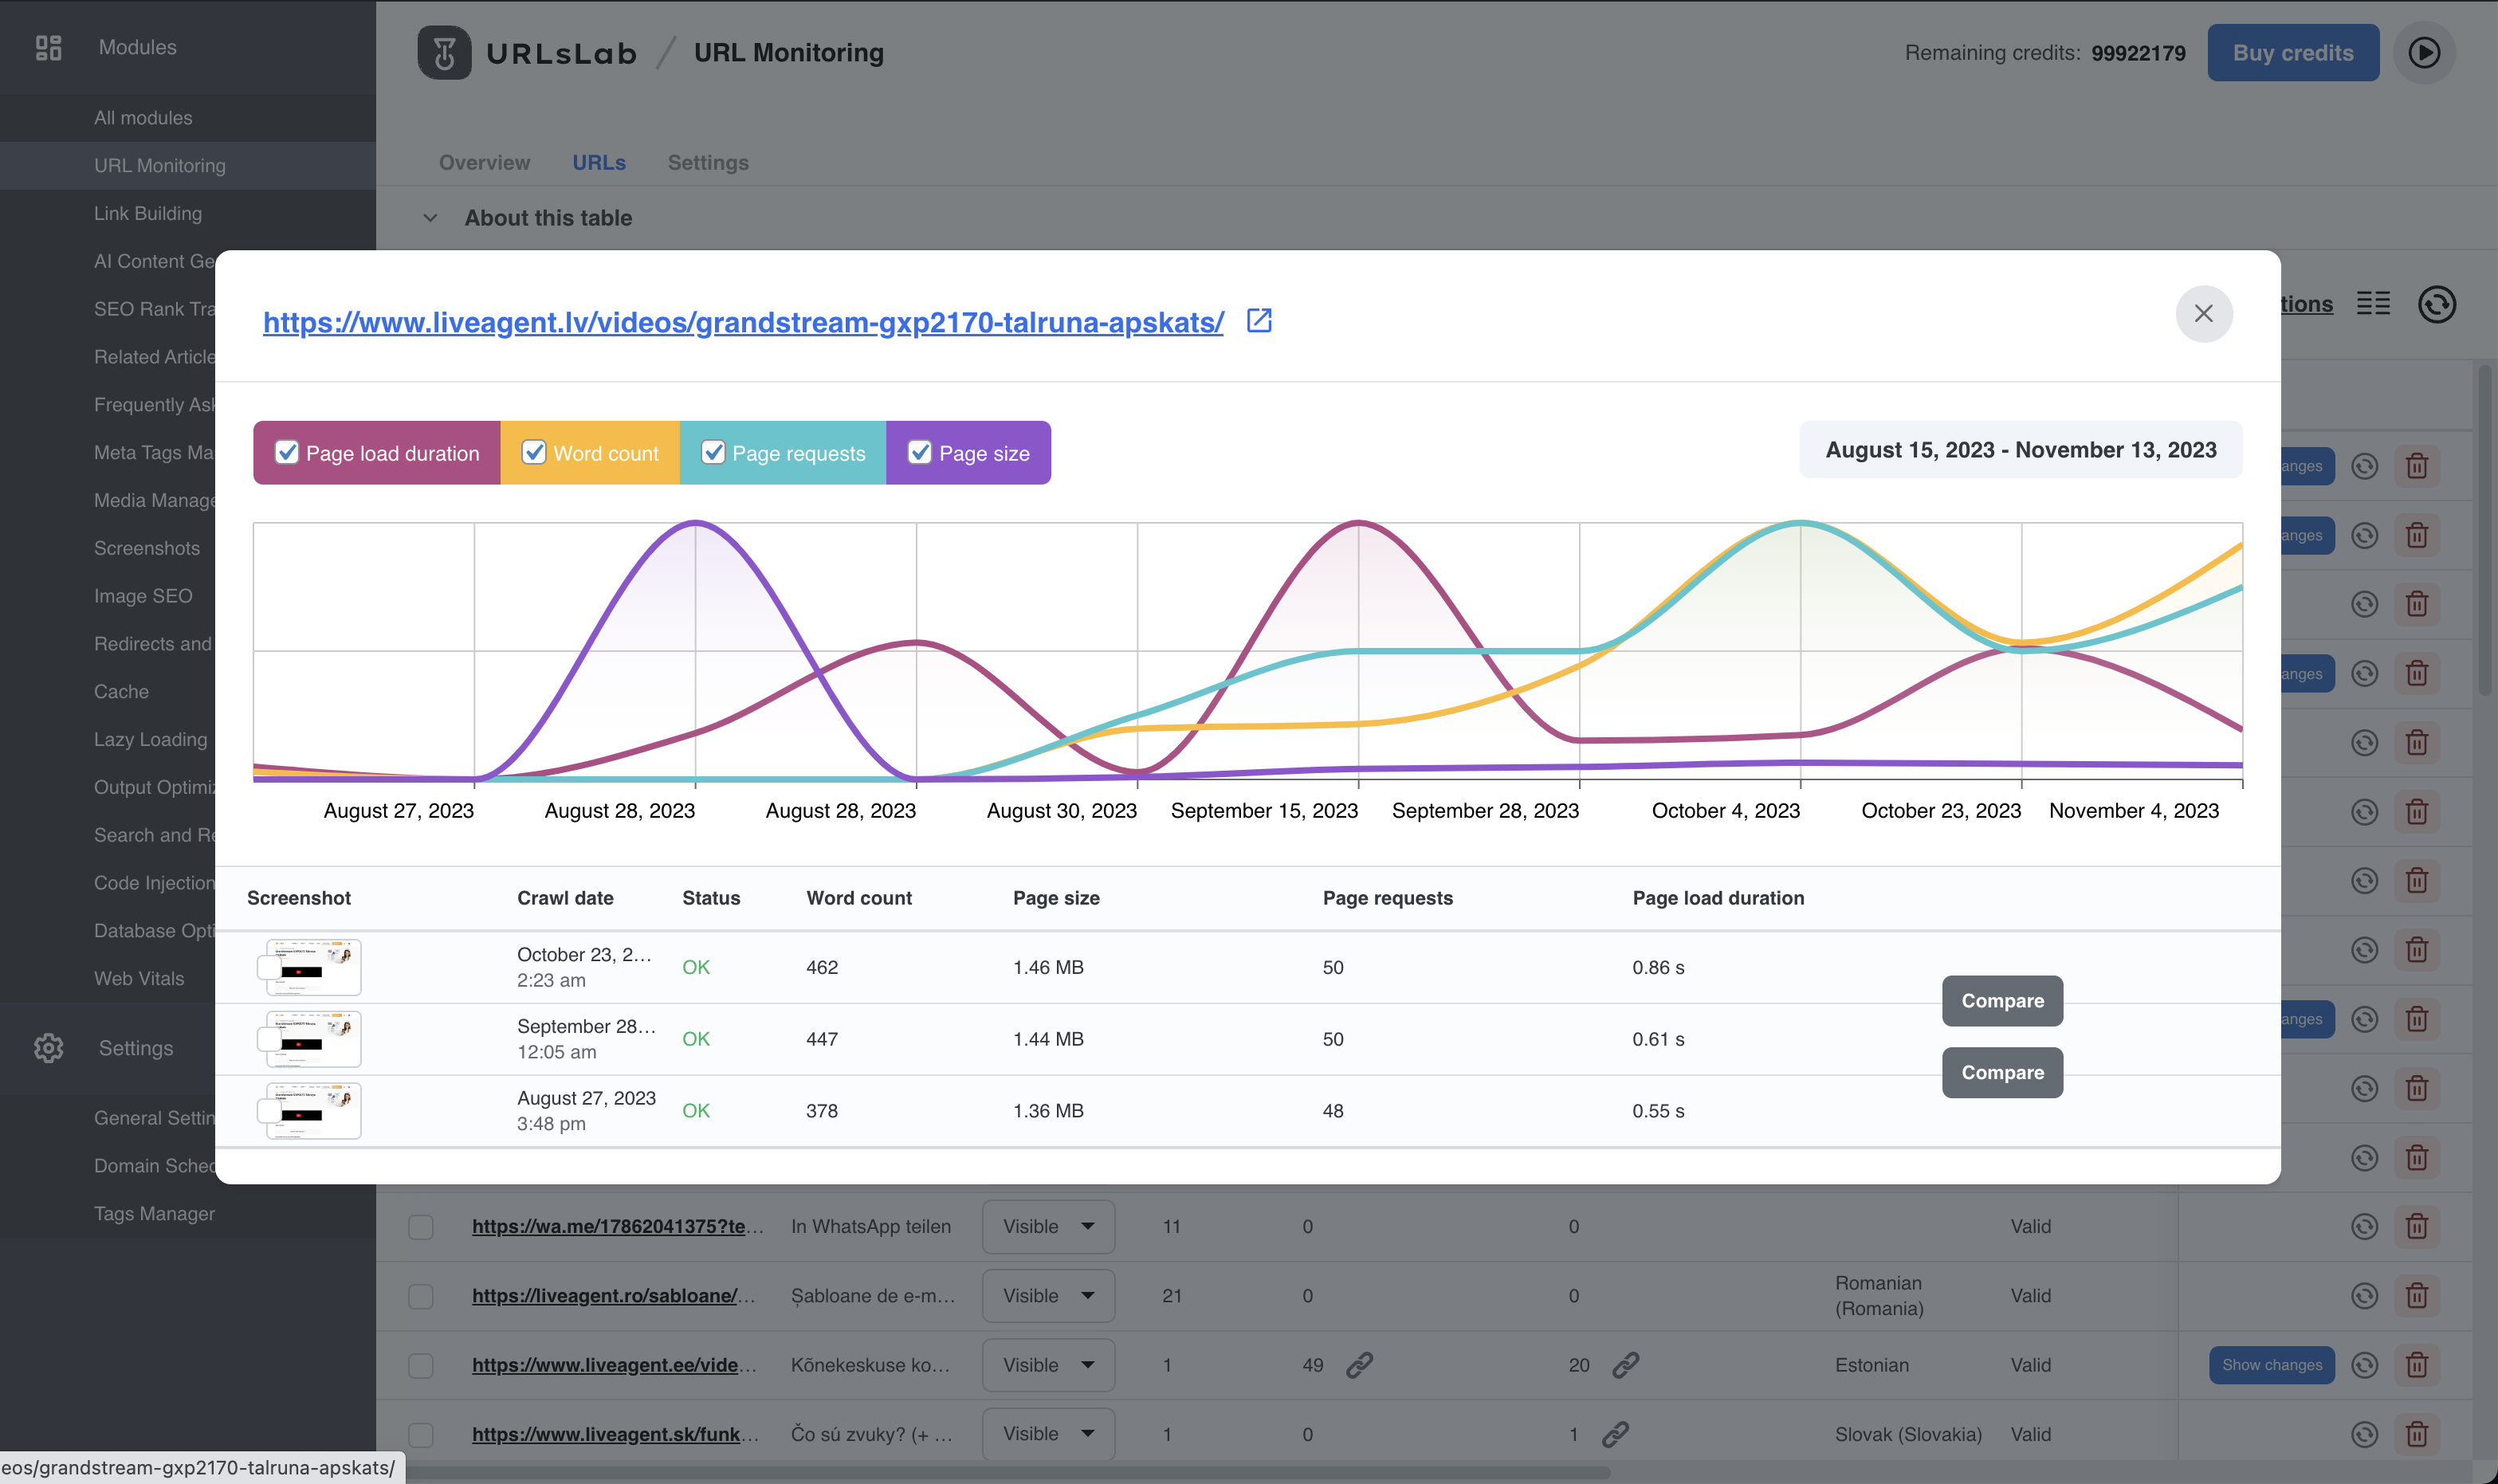 Modules
All modules
URL Monitoring
Link Building
AI Content Ge
SEO Rank Tra
Related Article
Frequently Ask
Meta Tags Ma
Media Manage
Screenshots
Image SEO
Redirects and
Cache
Lazy Loading
Output Optimiz
Search and Re
Code Injection
Database Opti
Web Vitals
Settings
General Settin
Domain Sched
Tags Manager
eos/grandstream-gxp2170-talruna-apskats/
URLsLab / URL Monitoring
Remaining credits: 99922179
Buy credits
Overview URLs Settings
About this table
tions
https://www.liveagent.lv/videos/grandstream-gxp2170-talruna-apskats/
Page load duration Word count Page requests Page size
August 15, 2023 - November 13, 2023
August 27, 2023 August 28, 2023 August 28, 2023 August 30, 2023 September 15, 2023 September 28, 2023 October 4, 2023 October 23, 2023 November 4, 2023
Screenshot Crawl date Status Word count Page size Page requests Page load duration
October 23, 2…
2:23 am
OK 462 1.46 MB 50 0.86 s
Compare
September 28…
12:05 am
OK 447 1.44 MB 50 0.61 s
Compare
August 27, 2023
3:48 pm
OK 378 1.36 MB 48 0.55 s
anges
anges
anges
anges
https://wa.me/17862041375?te… In WhatsApp teilen Visible 11 0 0 Valid
https://liveagent.ro/sabloane/… Șabloane de e-m… Visible 21 0 0 Romanian (Romania) Valid
https://www.liveagent.ee/vide… Kõnekeskuse ko… Visible 1 49 20 Estonian Valid Show changes
https://www.liveagent.sk/funk… Čo sú zvuky? (+ … Visible 1 0 1 Slovak (Slovakia) Valid